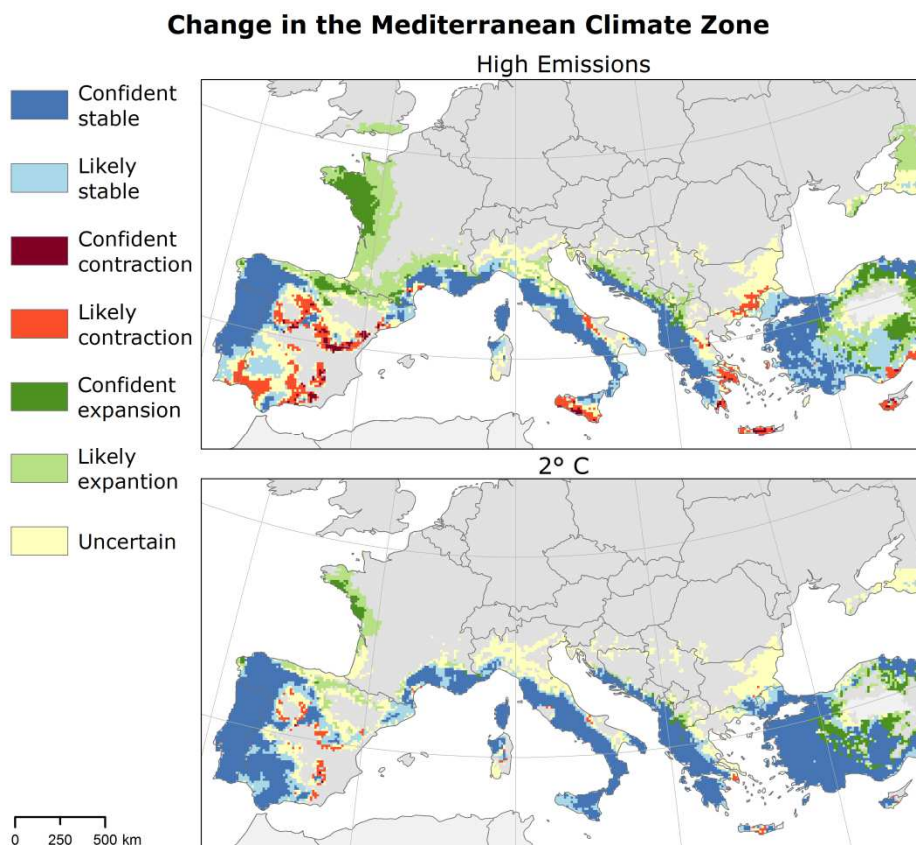 Change in the Mediterranean Climate Zone
High Emissions
Confident
stable
Likely
stable
Confident
contraction
Likely
contraction
Confident
expansion
Likely
expantion
Uncertain
2° C
0 250 500 km